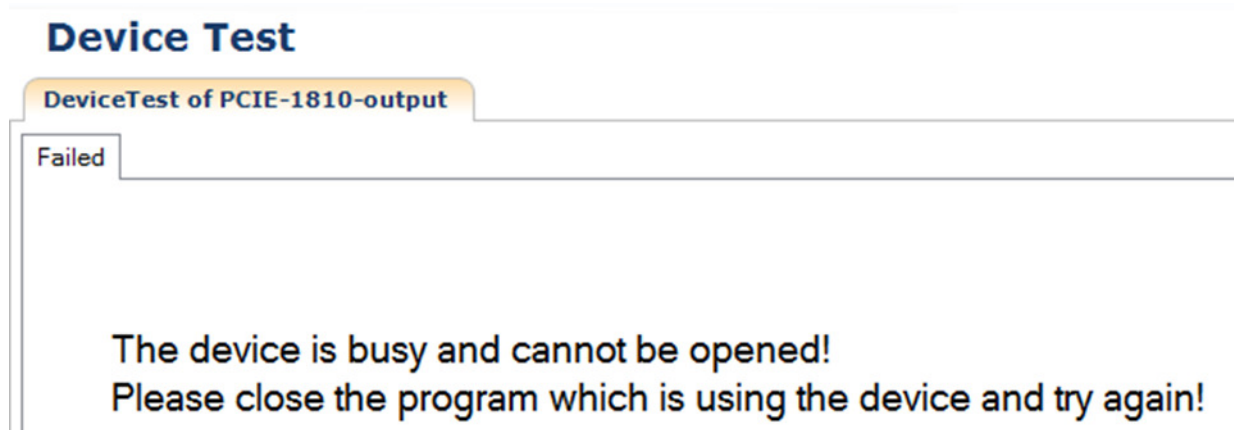 Device Test
DeviceTest of PCIE-1810-output
Failed
The device is busy and cannot be opened!
Please close the program which is using the device and try again!